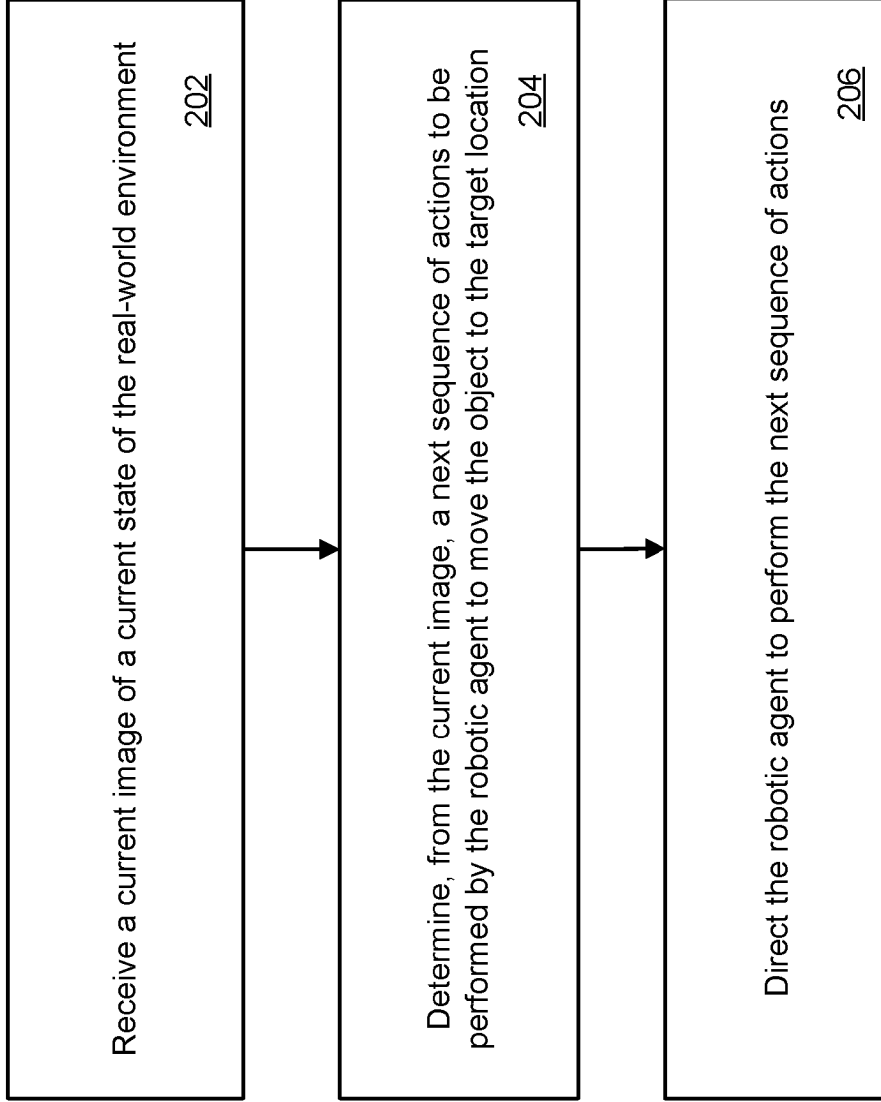 Receive a current image of a current state of the real-world environment
202
Determine, from the current image, a next sequence of actions to be
performed by the robotic agent to move the object to the target location
204
Direct the robotic agent to perform the next sequence of actions
206